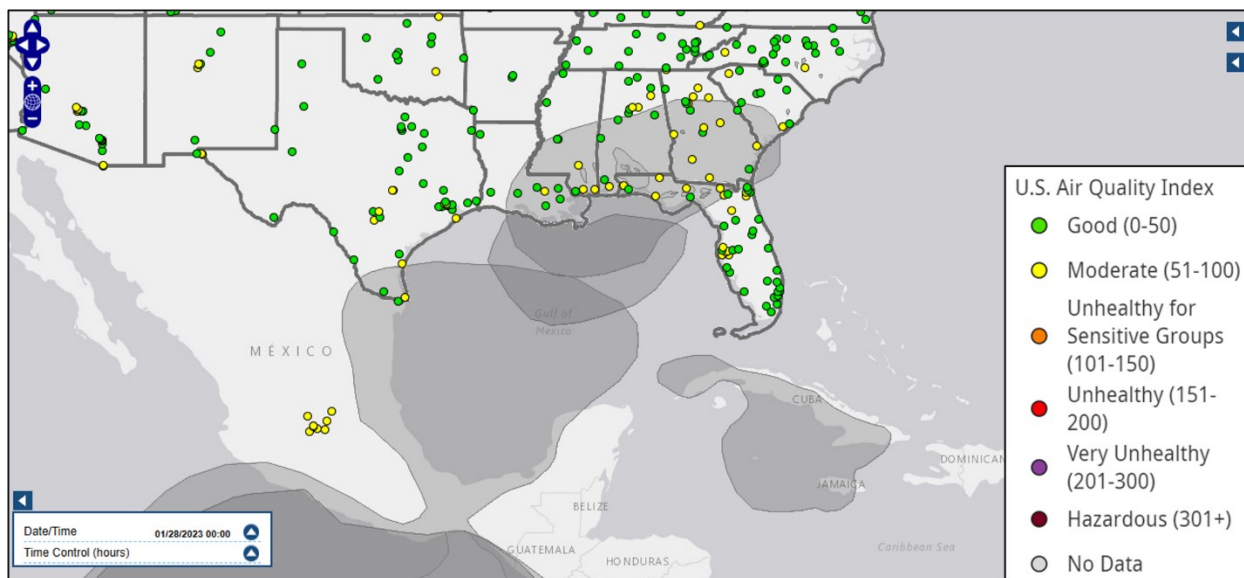 U.S. Air Quality Index
Good (0-50)
Moderate (51-100)
Unhealthy for
Sensitive Groups
(101-150)
Unhealthy (151-
200)
Very Unhealthy
(201-300)
Hazardous (301+)
No Data
Gulf of
Mexico
MÉXICO
CUBA
DOMINICAN
JAMAICA
BELIZE
GUATEMALA
HONDURAS
Caribbean Sea
Date/Time 01/28/2023 00:00
Time Control (hours)